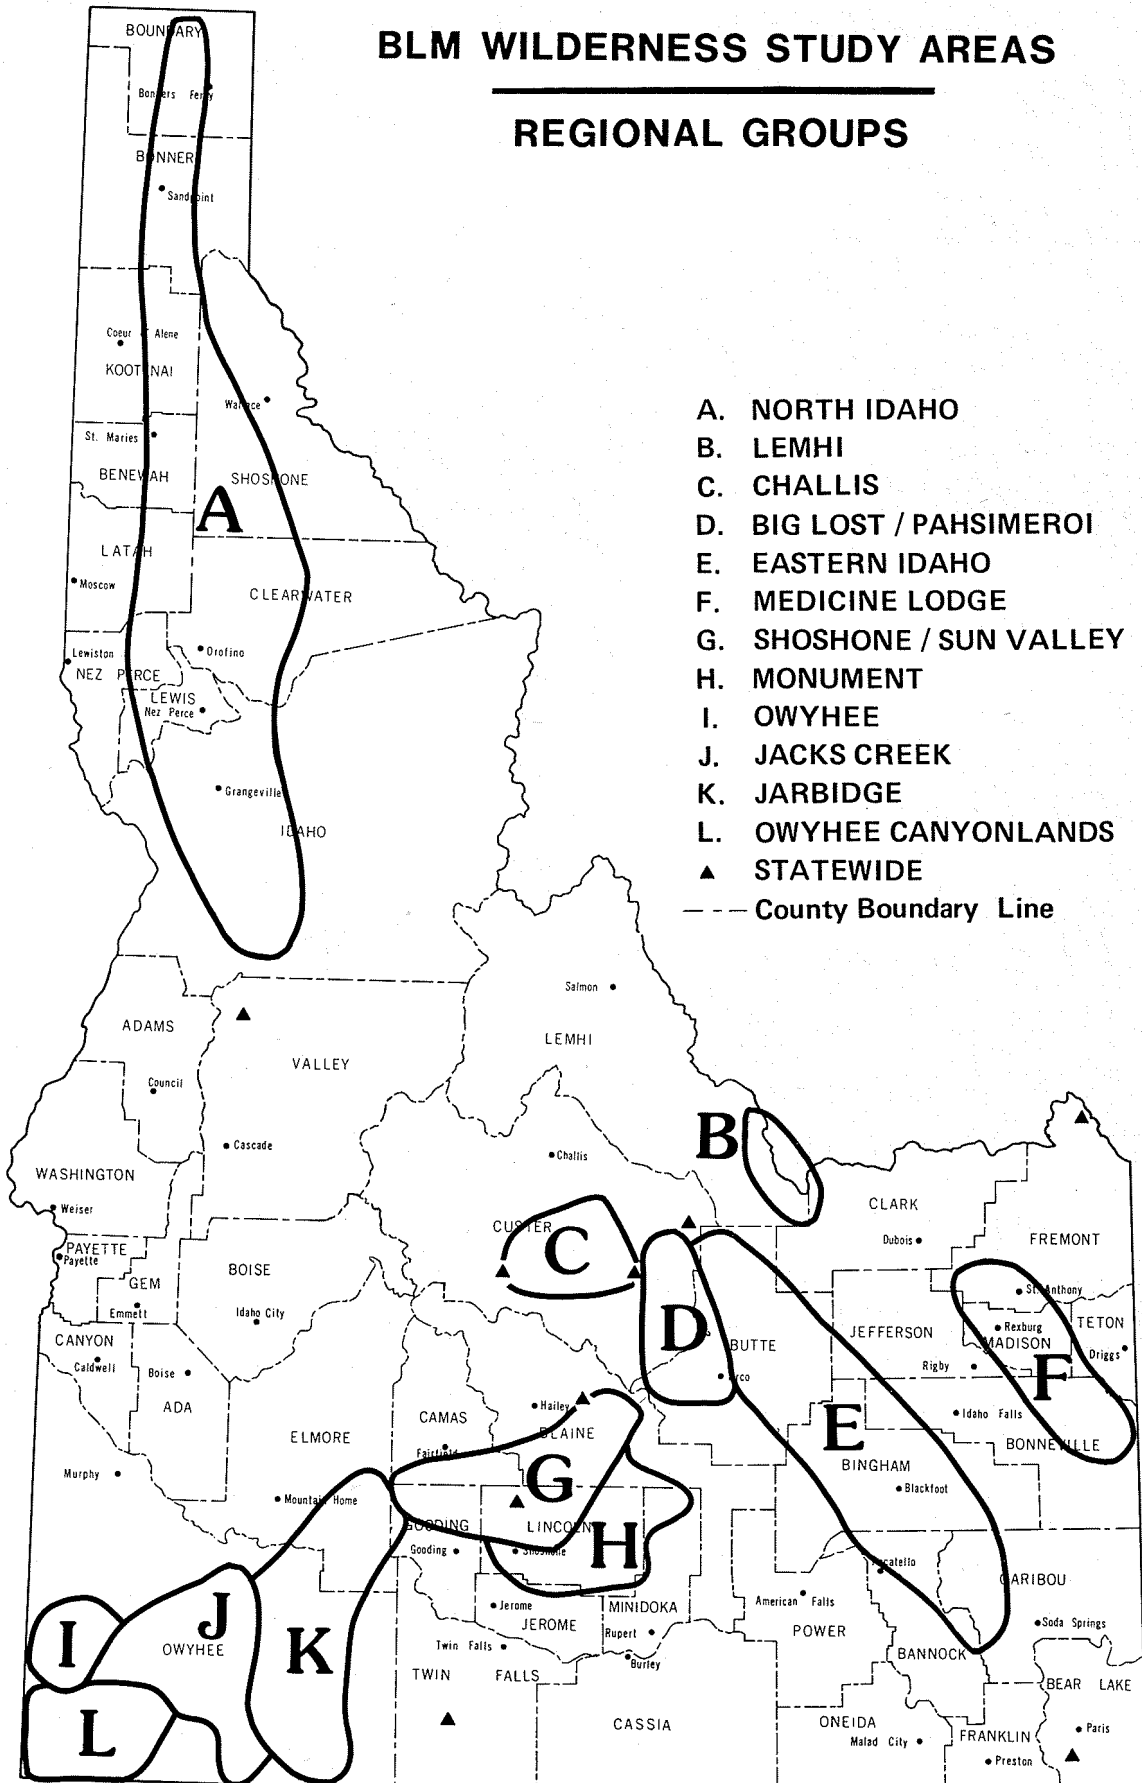 BLM WILDERNESS STUDY AREAS
REGIONAL GROUPS
A. NORTH IDAHO
B. LEMHI
C. CHALLIS
D. BIG LOST / PAHSIMEROI
E. EASTERN IDAHO
F. MEDICINE LODGE
G. SHOSHONE / SUN VALLEY
H. MONUMENT
I. OWYHEE
J. JACKS CREEK
K. JARBIDGE
L. OWYHEE CANYONLANDS
▲ STATEWIDE
--- County Boundary Line
BOUNDARY
Bonners Ferry
BONNER
Sandpoint
Coeur d Alene
KOOTENAI
Wallace
St. Maries
BENEWAH
SHOSHONE
A
LATAH
Moscow
CLEARWATER
Lewiston
Orofino
NEZ PERCE
LEWIS
Nez Perce
Grangeville
IDAHO
Salmon
ADAMS
LEMHI
VALLEY
Council
Cascade
Challis
B
WASHINGTON
Weiser
CLARK
CUSTER
C
Dubois
FREMONT
PAYETTE
Payette
GEM
BOISE
Emmett
Idaho City
St. Anthony
D
BUTTE
JEFFERSON
Rexburg
MADISON
TETON
Driggs
CANYON
Caldwell
Boise
Arco
Rigby
F
ADA
Hailey
CAMAS
BLAINE
Fairfield
E
Idaho Falls
BONNEVILLE
ELMORE
Murphy
G
BINGHAM
Blackfoot
Mountain Home
GOODING
LINCOLN
Gooding
Shoshone
H
Pocatello
CARIBOU
J
Jerome
JEROME
MINIDOKA
Rupert
American Falls
POWER
Soda Springs
I
OWYHEE
K
Twin Falls
Burley
BANNOCK
TWIN FALLS
BEAR LAKE
L
CASSIA
ONEIDA
Malad City
FRANKLIN
Preston
Paris